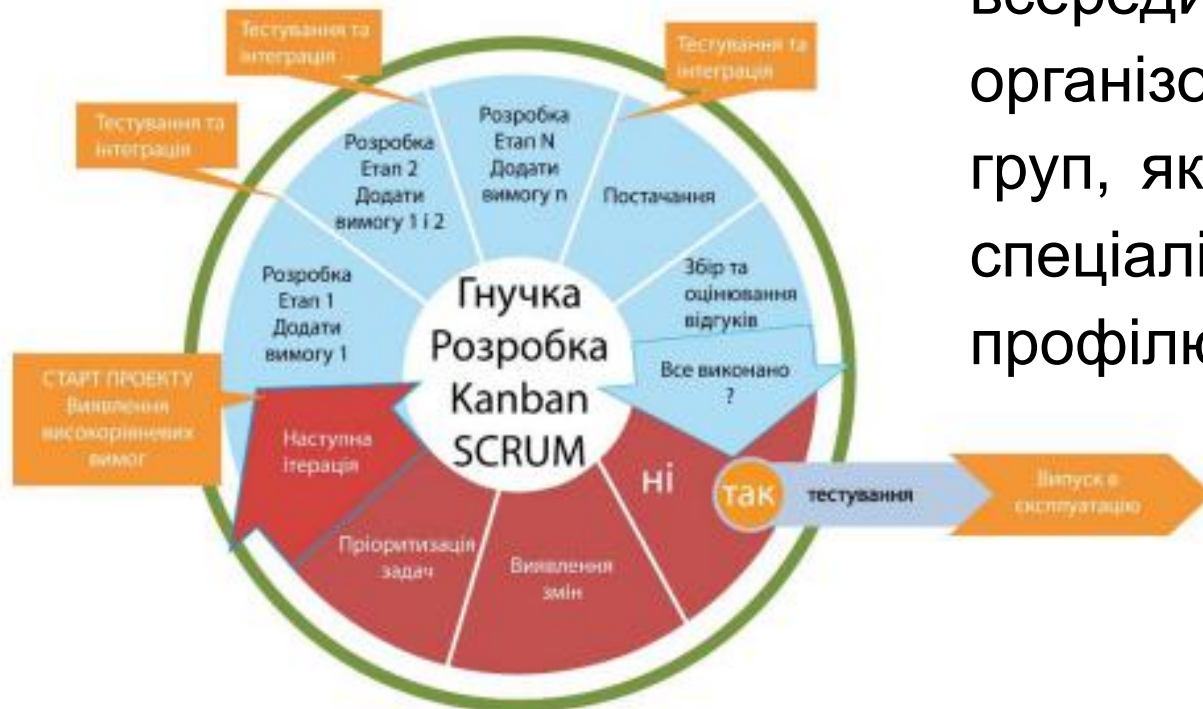 Тестування та
інтеграція
Тестування та
інтеграція
Тестування та
інтеграція
Розробка
Етап 1
Додати
вимогу 1
Розробка
Етап 2
Додати
вимогу 1 і 2
Розробка
Етап N
Додати
вимогу n
Постачання
Збір та
оцінювання
відгуків
Все виконано
?
Гнучка
Розробка
Kanban
SCRUM
СТАРТ ПРОЕКТУ
Виявлення
високорівневих
вимог
Наступна
ітерація
Пріоритизація
задач
Виявлення
змін
ні
так
тестування
Випуск в
експлуатацію
організо
груп, як
спеціалі
профілю